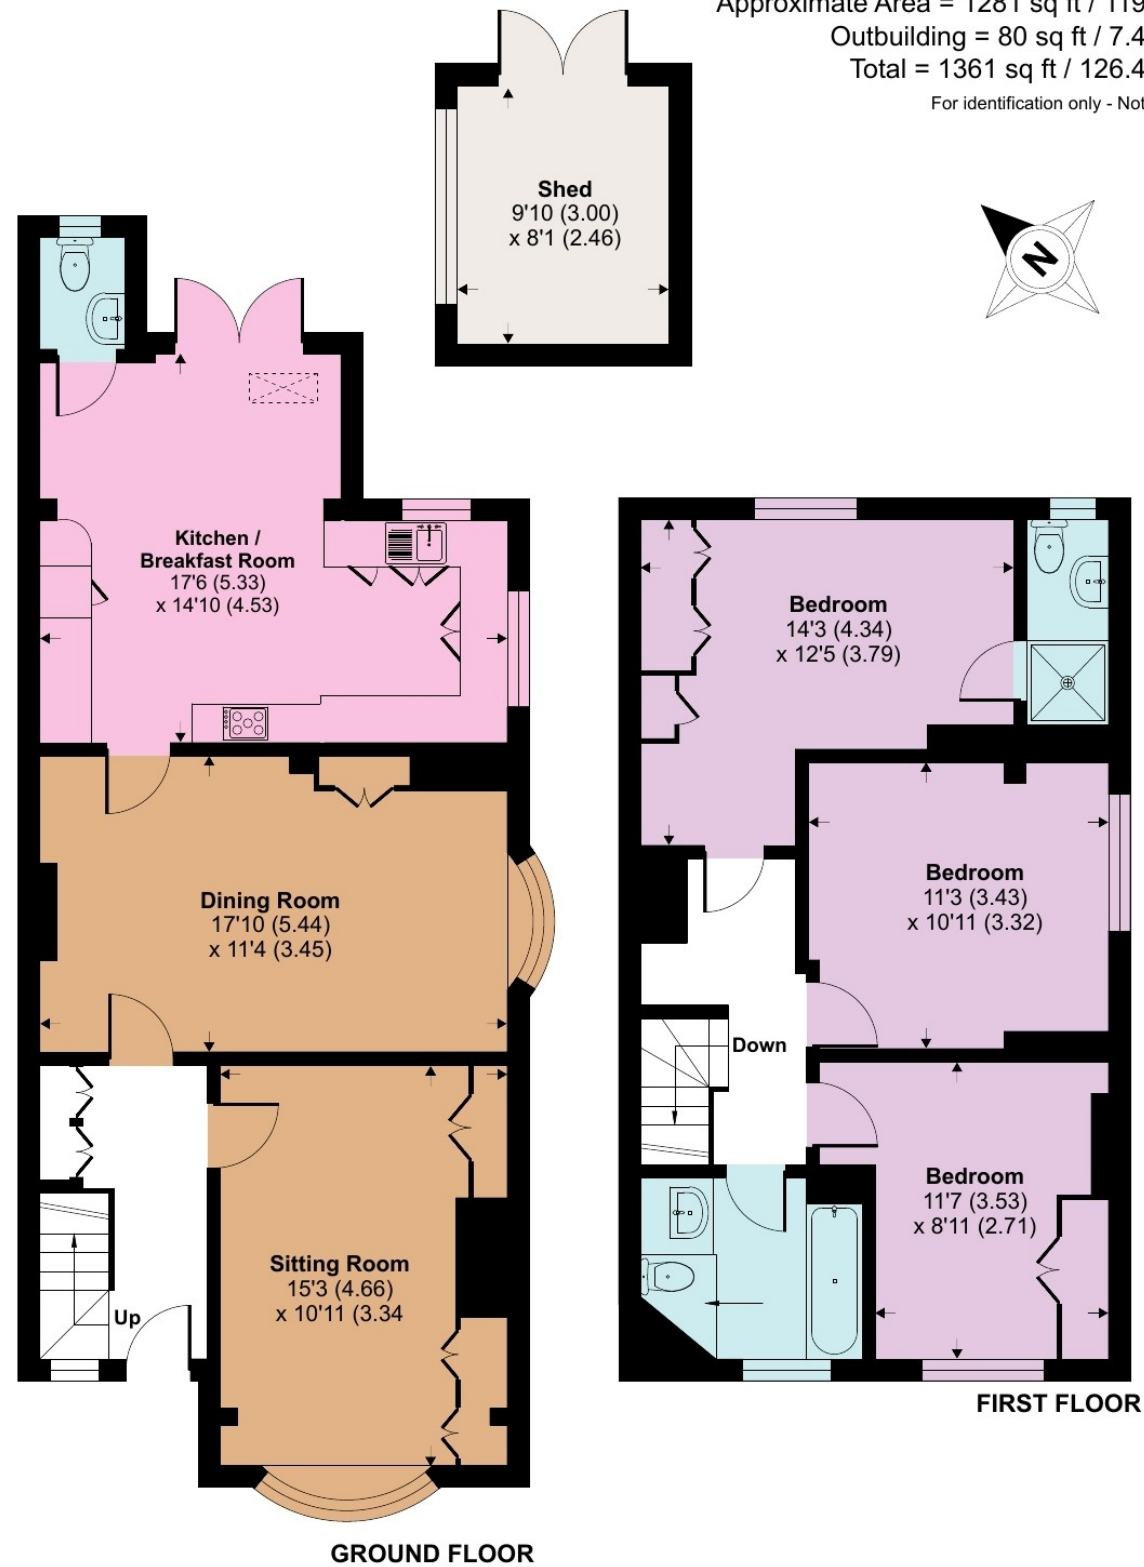 Approximate Area = 1281 sq ft / 119
Outbuilding = 80 sq ft / 7.4
Total = 1361 sq ft / 126.4
For identification only - Not
Shed
9'10 (3.00)
x 8'1 (2.46)
N
Kitchen /
Breakfast Room
17'6 (5.33)
x 14'10 (4.53)
Bedroom
14'3 (4.34)
x 12'5 (3.79)
Dining Room
17'10 (5.44)
x 11'4 (3.45)
Bedroom
11'3 (3.43)
x 10'11 (3.32)
Down
Bedroom
11'7 (3.53)
x 8'11 (2.71)
Sitting Room
15'3 (4.66)
x 10'11 (3.34
Up
FIRST FLOOR
GROUND FLOOR